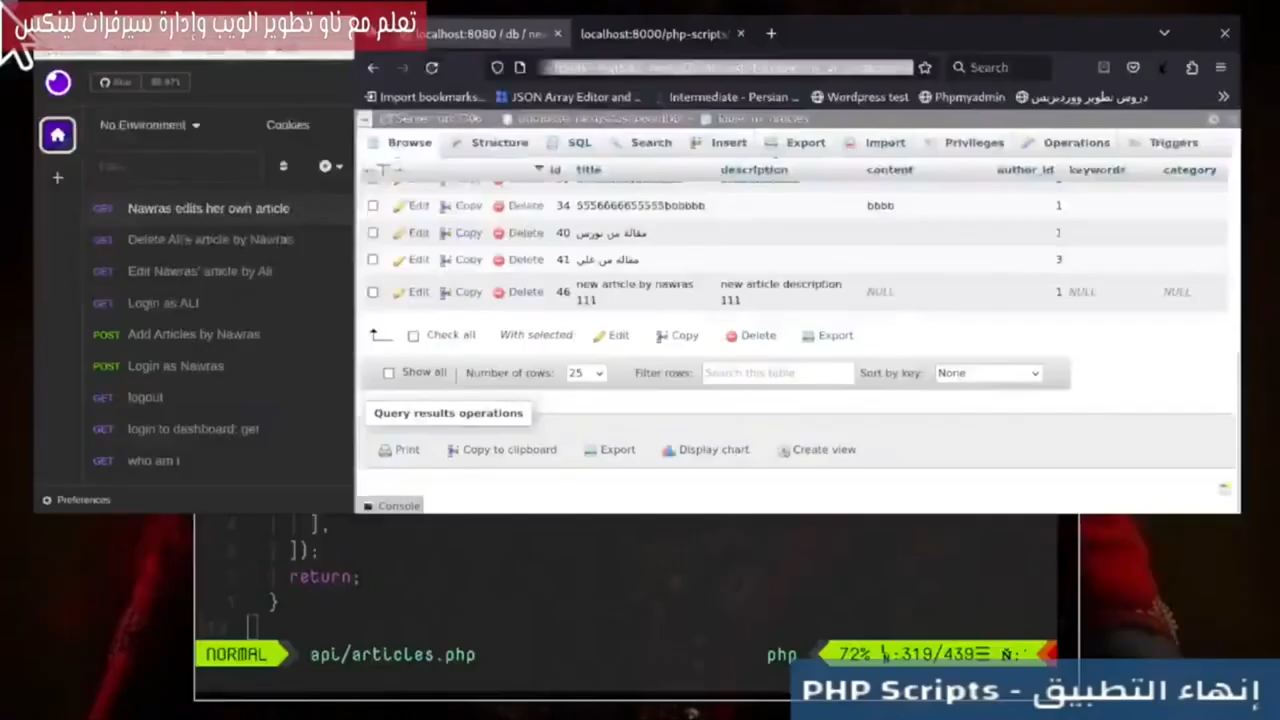 تعلم مع ناو تطوير الويب وإدارة سيرفرات لينكس
localhost:8080 / db / ne
localhost:8000/php-scripts
Search
Import bookmarks...
JSON Array Editor and ...
Intermediate - Persian ...
Wordpress test
Phpmyadmin
دروس تطوير ووردبريس
Star
No Environment
Cookies
Browse
Structure
SQL
Search
Insert
Export
Import
Privileges
Operations
Triggers
id title description content author_id keywords category
Edit Copy Delete 34 5556666655555bbbbbb bbbb 1
Edit Copy Delete 40 مقالة من نورس 1
Edit Copy Delete 41 مقالة من علي 3
Edit Copy Delete 46 new article by nawras 111 new article description 111 NULL 1 NULL NULL
Check all With selected: Edit Copy Delete Export
Show all Number of rows: 25 Filter rows: Search this table Sort by key: None
Query results operations
Print Copy to clipboard Export Display chart Create view
Console
GET Nawras edits her own article
GET Delete Ali's article by Nawras
GET Edit Nawras' article by Ali
GET Login as ALI
POST Add Articles by Nawras
POST Login as Nawras
GET logout
GET login to dashboard: get
GET who am i
Preferences
],
]);
return;
}
NORMAL api/articles.php php 72% 319/439
إنهاء التطبيق - PHP Scripts